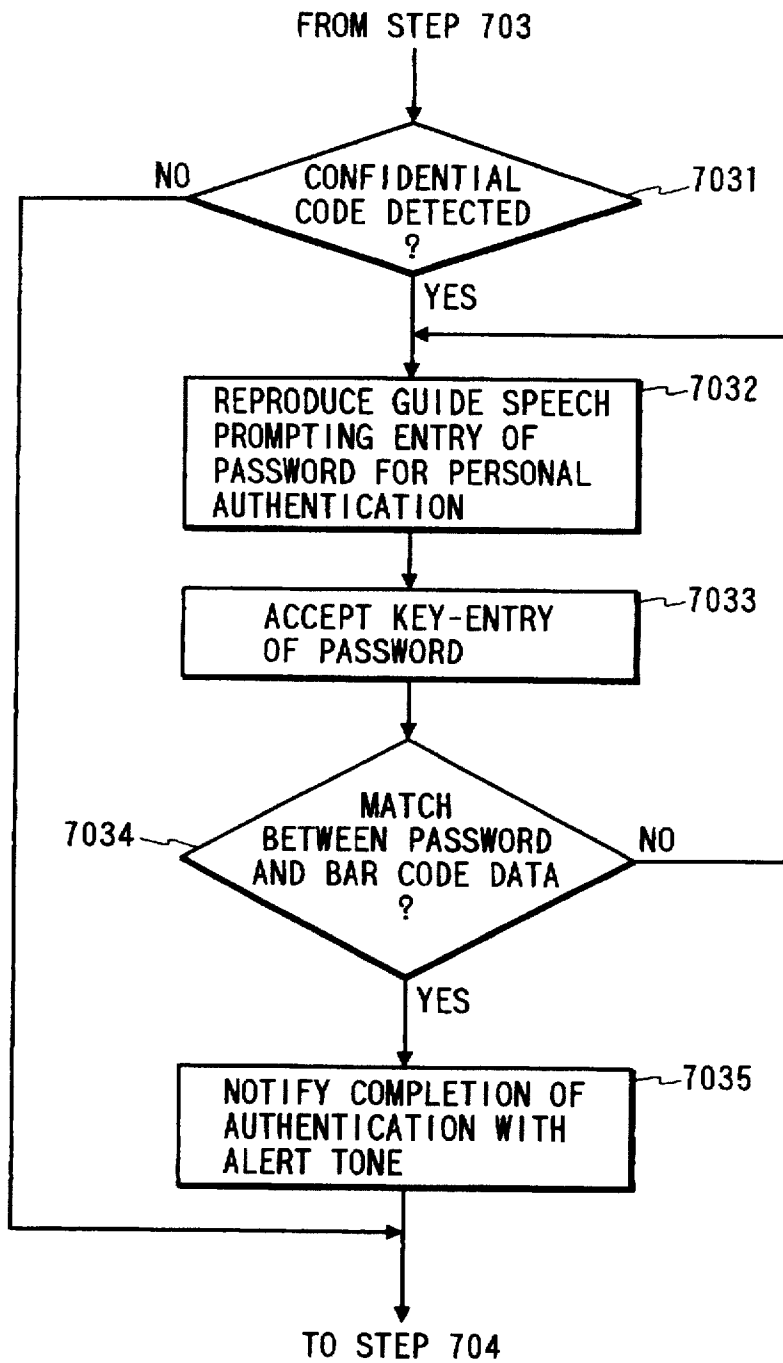 FROM STEP 703
NO
CONFIDENTIAL
CODE DETECTED
?
7031
YES
REPRODUCE GUIDE SPEECH
PROMPTING ENTRY OF
PASSWORD FOR PERSONAL
AUTHENTICATION
7032
ACCEPT KEY-ENTRY
OF PASSWORD
7033
7034
MATCH
BETWEEN PASSWORD
AND BAR CODE DATA
?
NO
YES
NOTIFY COMPLETION OF
AUTHENTICATION WITH
ALERT TONE
7035
TO STEP 704